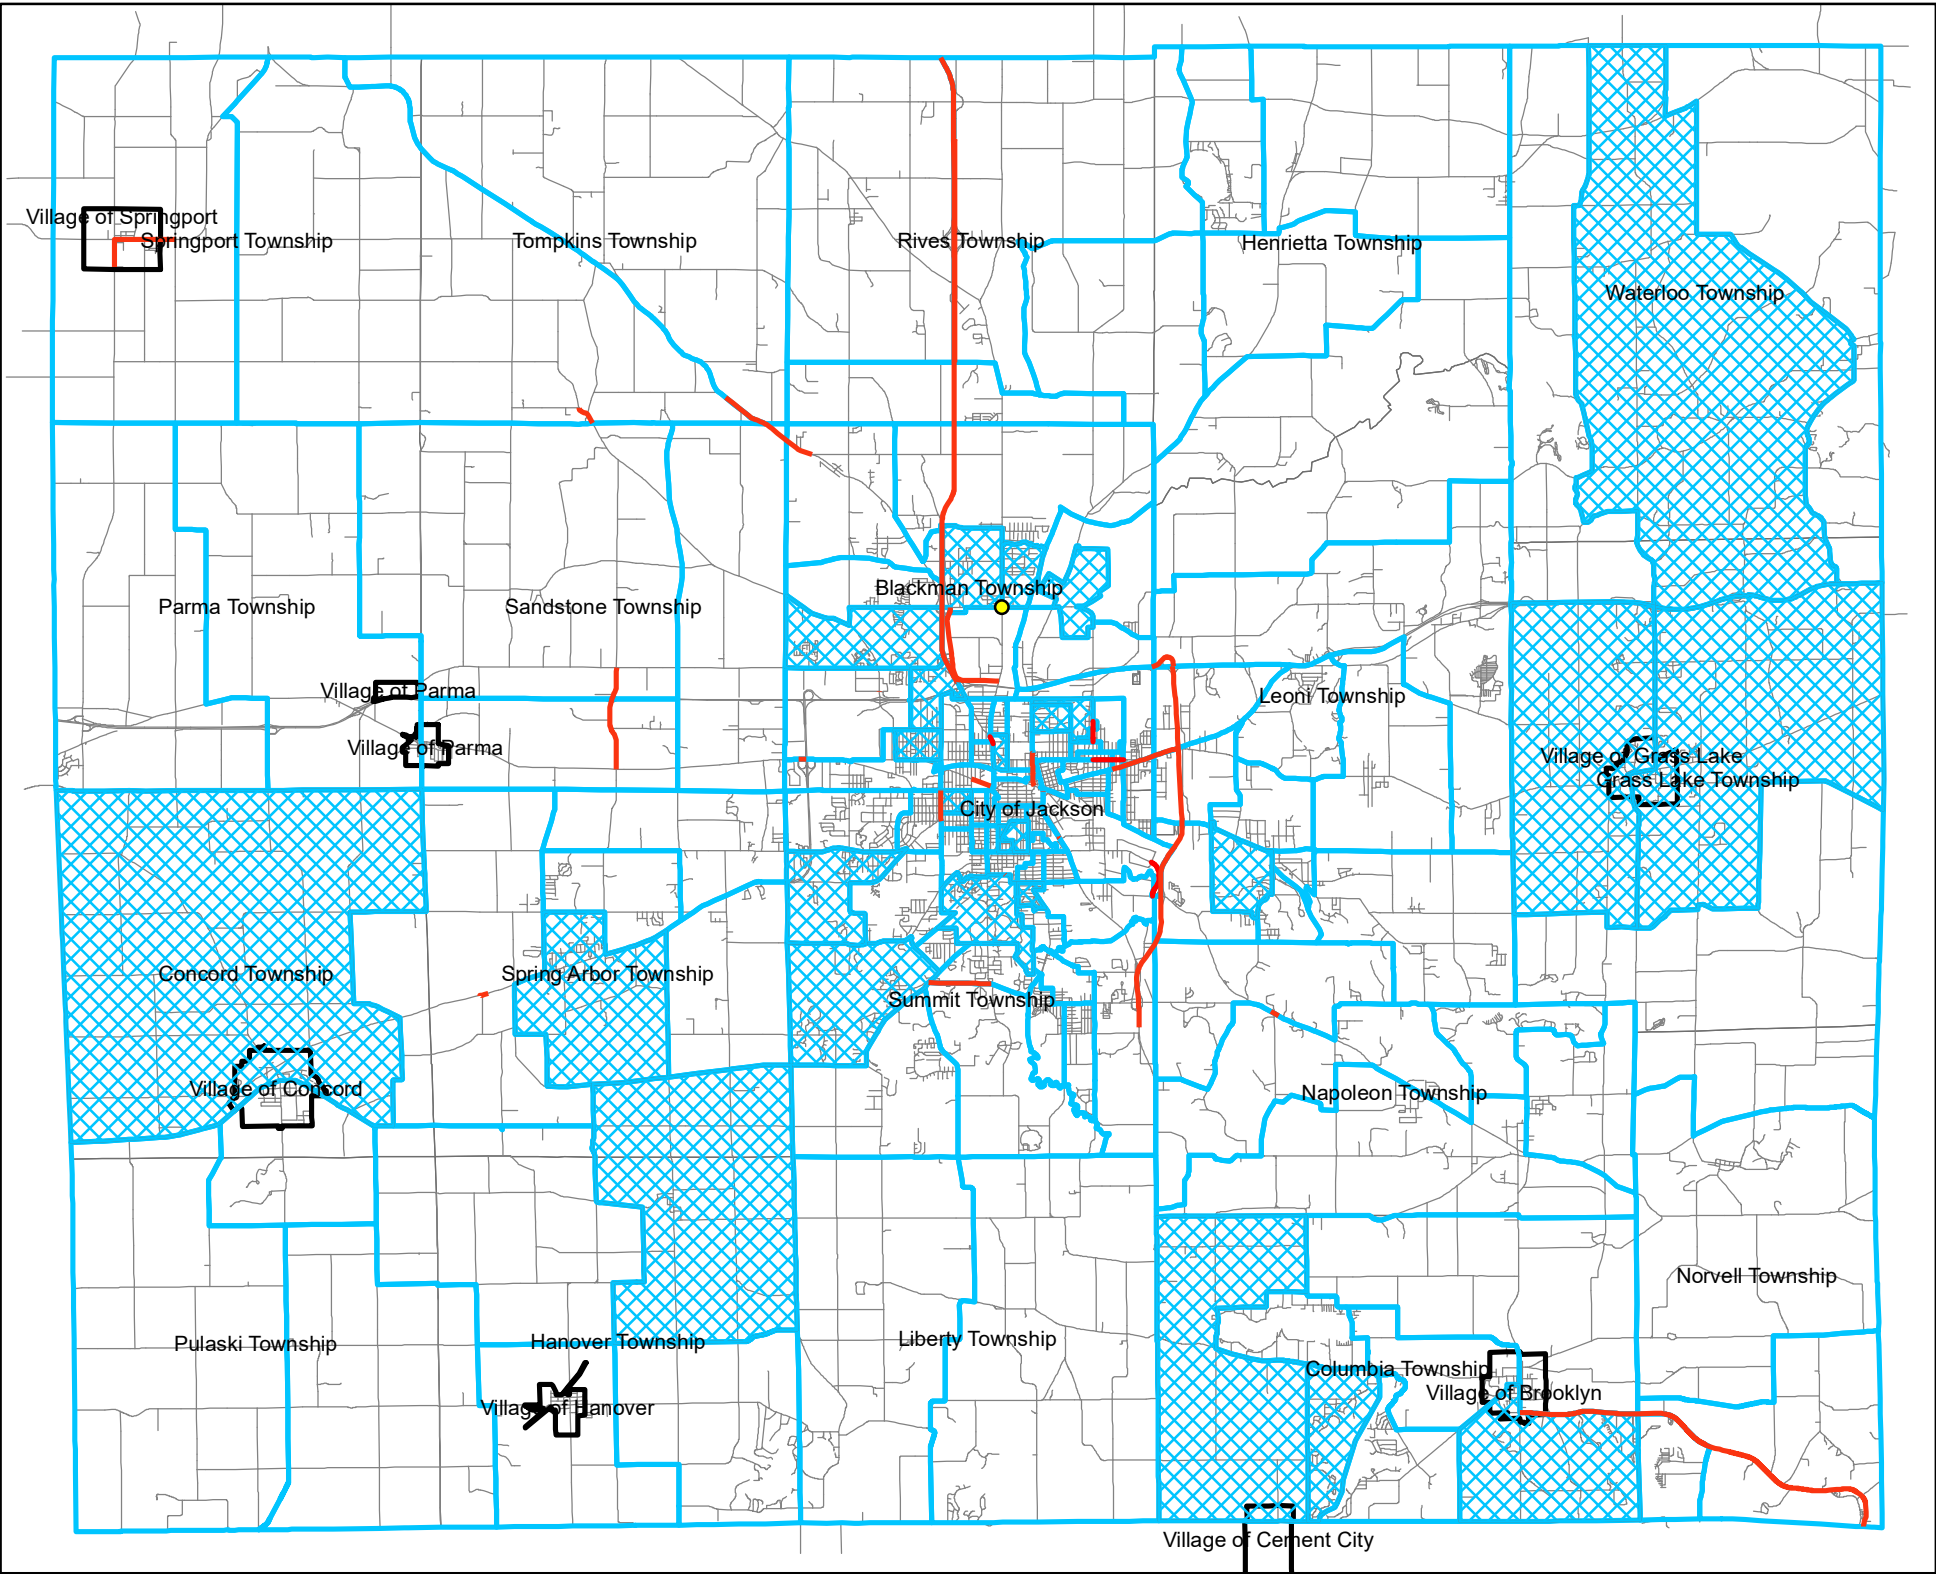 Village of Springport
Springport Township
Tompkins Township
Rives Township
Henrietta Township
Waterloo Township
Blackman Township
Parma Township
Sandstone Township
Village of Parma
Leoni Township
Village of Parma
Village of Grass Lake
Grass Lake Township
City of Jackson
Concord Township
Spring Arbor Township
Summit Township
Village of Concord
Napoleon Township
Norvell Township
Pulaski Township
Hanover Township
Liberty Township
Columbia Township
Village of Brooklyn
Village of Hanover
Village of Cement City